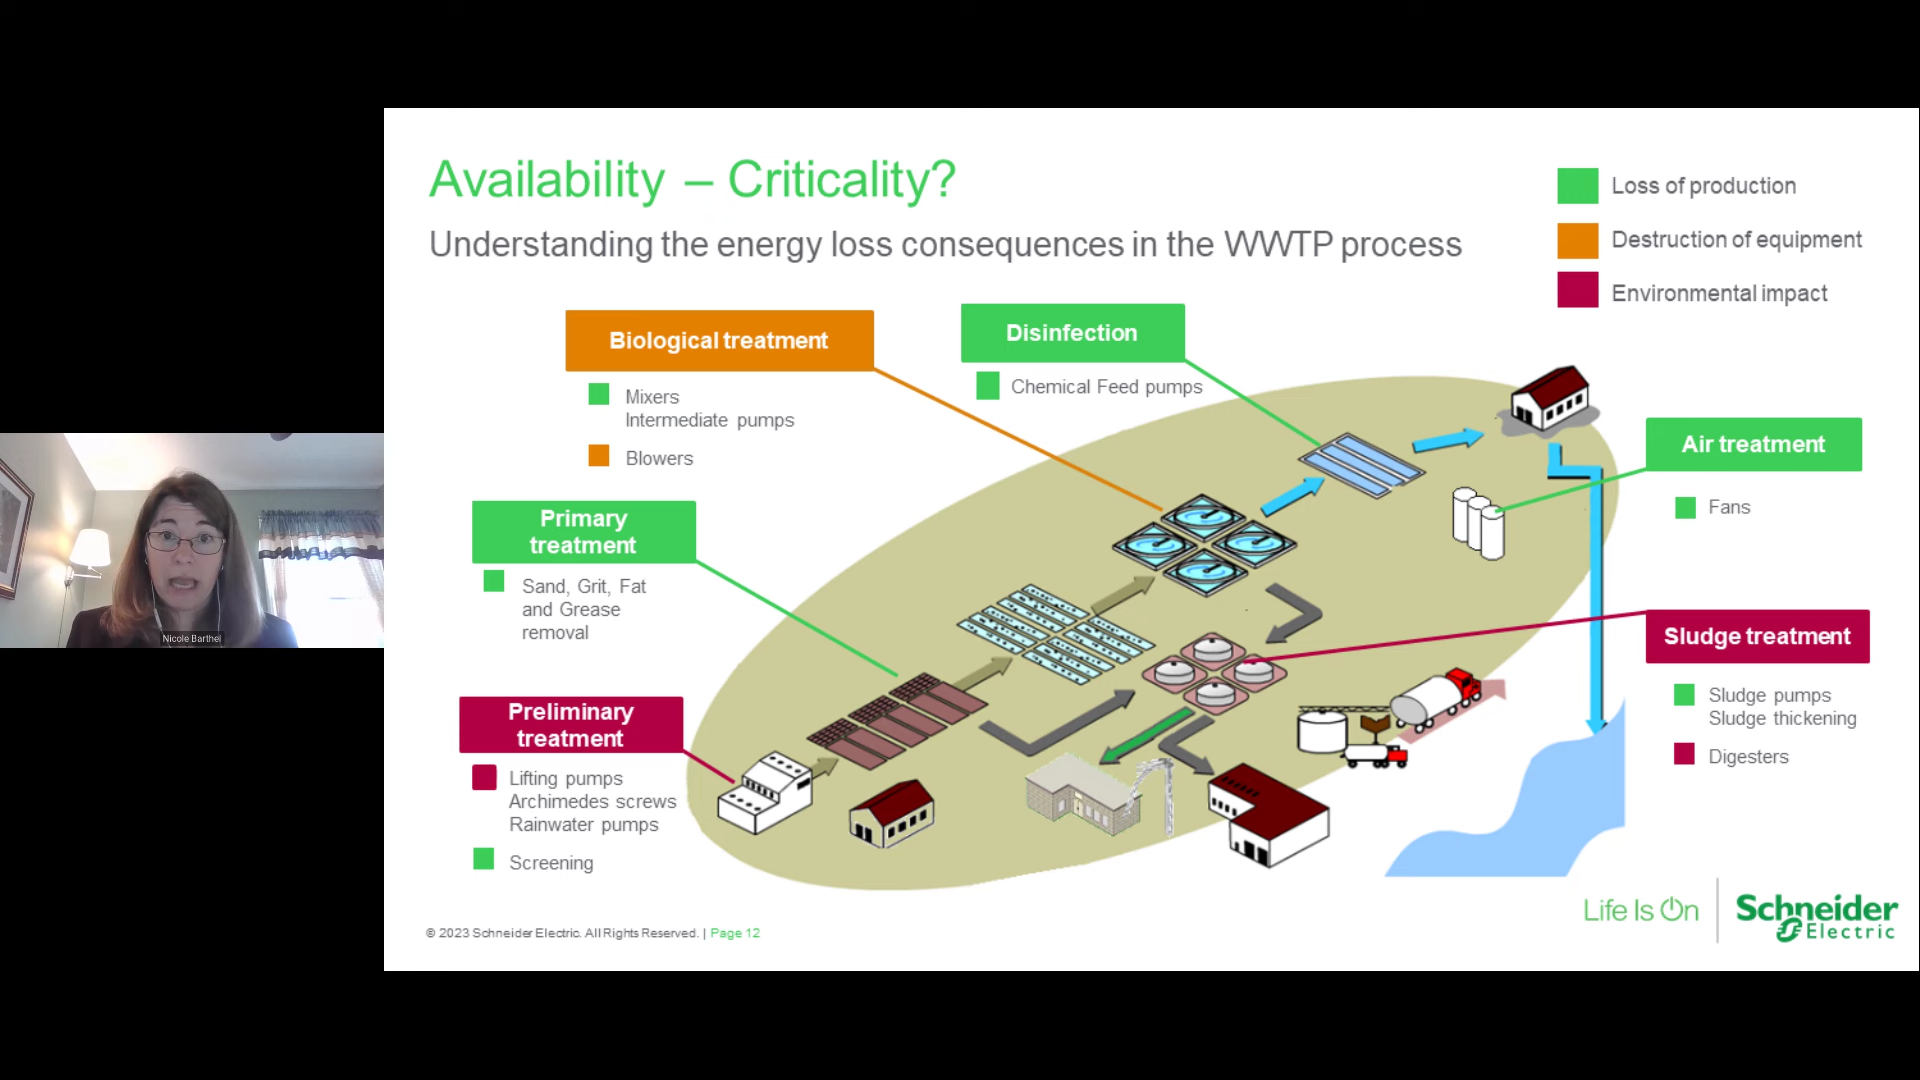 Availability – Criticality?
Understanding the energy loss consequences in the WWTP process
Loss of production
Destruction of equipment
Environmental impact
Biological treatment
Mixers
Intermediate pumps
Blowers
Disinfection
Chemical Feed pumps
Air treatment
Fans
Primary
treatment
Sand, Grit, Fat
and Grease
removal
Sludge treatment
Sludge pumps
Sludge thickening
Digesters
Preliminary
treatment
Lifting pumps
Archimedes screws
Rainwater pumps
Screening
Nicole Barthel
© 2023 Schneider Electric. All Rights Reserved. | Page 12
Life Is On
Schneider
Electric